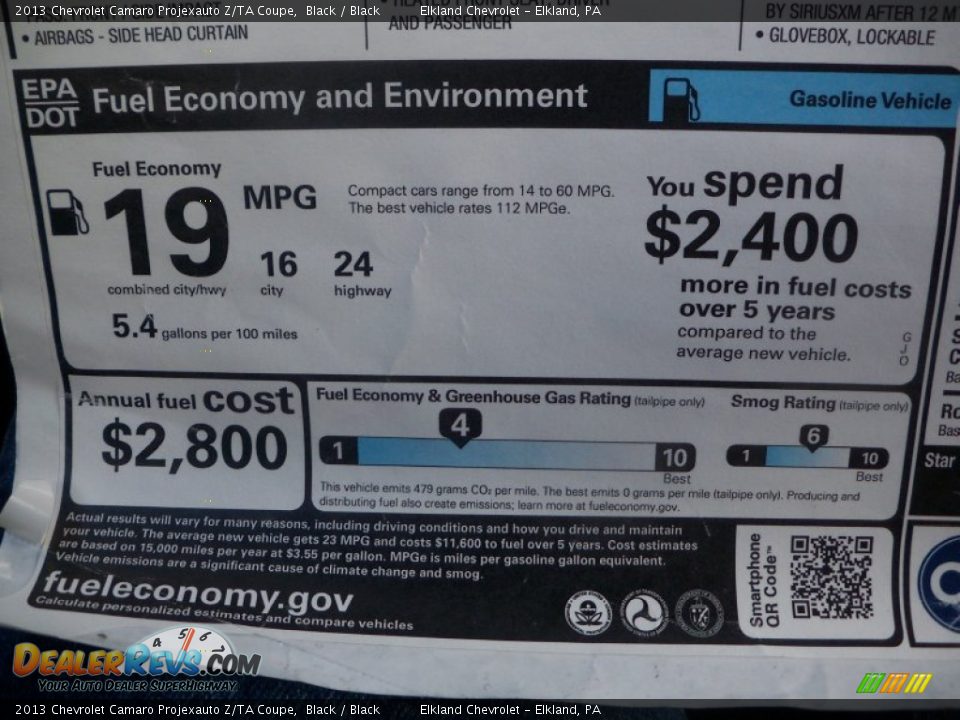 2013 Chevrolet Camaro Projexauto Z/TA Coupe, Black / Black Elkland Chevrolet - Elkland, PA
AND PASSENGER
BY SIRIUSXM AFTER 12 M
• AIRBAGS - SIDE HEAD CURTAIN
• GLOVEBOX, LOCKABLE
EPA
DOT
Fuel Economy and Environment
Gasoline Vehicle
Fuel Economy
19 MPG
combined city/hwy
16
city
24
highway
5.4 gallons per 100 miles
Compact cars range from 14 to 60 MPG.
The best vehicle rates 112 MPGe.
You spend
$2,400
more in fuel costs
over 5 years
compared to the
average new vehicle.
G
J
O
Annual fuel cost
$2,800
Fuel Economy & Greenhouse Gas Rating (tailpipe only)
1
4
10
Best
Smog Rating (tailpipe only)
1
6
10
Best
This vehicle emits 479 grams CO₂ per mile. The best emits 0 grams per mile (tailpipe only). Producing and
distributing fuel also create emissions; learn more at fueleconomy.gov.
Actual results will vary for many reasons, including driving conditions and how you drive and maintain
your vehicle. The average new vehicle gets 23 MPG and costs $11,600 to fuel over 5 years. Cost estimates
are based on 15,000 miles per year at $3.55 per gallon. MPGe is miles per gasoline gallon equivalent.
Vehicle emissions are a significant cause of climate change and smog.
fueleconomy.gov
Calculate personalized estimates and compare vehicles
Smartphone
QR Code™
Ba
Ro
Bas
Star
4 5 6 7
DealerRevs.com
Your Auto Dealer SuperHighway
2013 Chevrolet Camaro Projexauto Z/TA Coupe, Black / Black Elkland Chevrolet - Elkland, PA